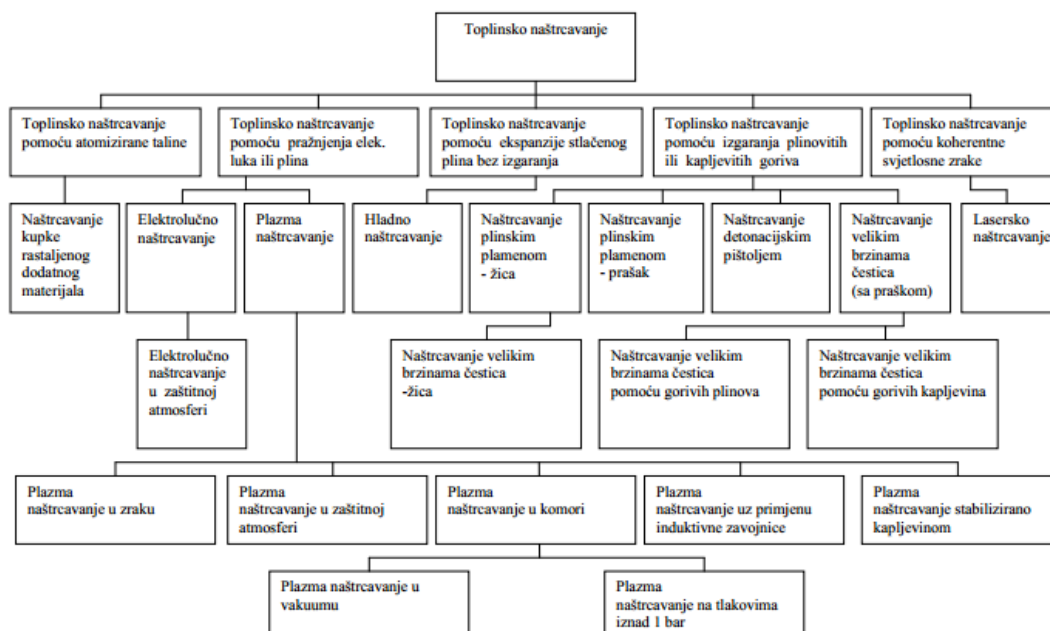 Toplinsko naštrcavanje
Toplinsko naštrcavanje
pomoću atomizirane taline
Toplinsko naštrcavanje
pomoću pražnjenja elek.
luka ili plina
Toplinsko naštrcavanje
pomoću ekspanzije stlačenog
plina bez izgaranja
Toplinsko naštrcavanje
pomoću izgaranja plinovitih
ili kapljevitih goriva
Toplinsko naštrcavanje
pomoću koherentne
svjetlosne zrake
Naštrcavanje
kupke
rastaljenog
dodatnog
materijala
Elektrolučno
naštrcavanje
Plazma
naštrcavanje
Hladno
naštrcavanje
Naštrcavanje
plinskim
plamenom
- žica
Naštrcavanje
plinskim
plamenom
- prašak
Naštrcavanje
detonacijskim
pištoljem
Naštrcavanje
velikim
brzinama
čestica
(sa praškom)
Lasersko
naštrcavanje
Elektrolučno
naštrcavanje
u zaštitnoj
atmosferi
Naštrcavanje velikim
brzinama čestica
-žica
Naštrcavanje velikim
brzinama čestica
pomoću gorivih plinova
Naštrcavanje velikim
brzinama čestica
pomoću gorivih kapljevina
Plazma
naštrcavanje u zraku
Plazma
naštrcavanje u zaštitnoj
atmosferi
Plazma
naštrcavanje u komori
Plazma
naštrcavanje uz primjenu
induktivne zavojnice
Plazma
naštrcavanje stabilizirano
kapljevinom
Plazma naštrcavanje u
vakuumu
Plazma
naštrcavanje na tlakovima
iznad 1 bar